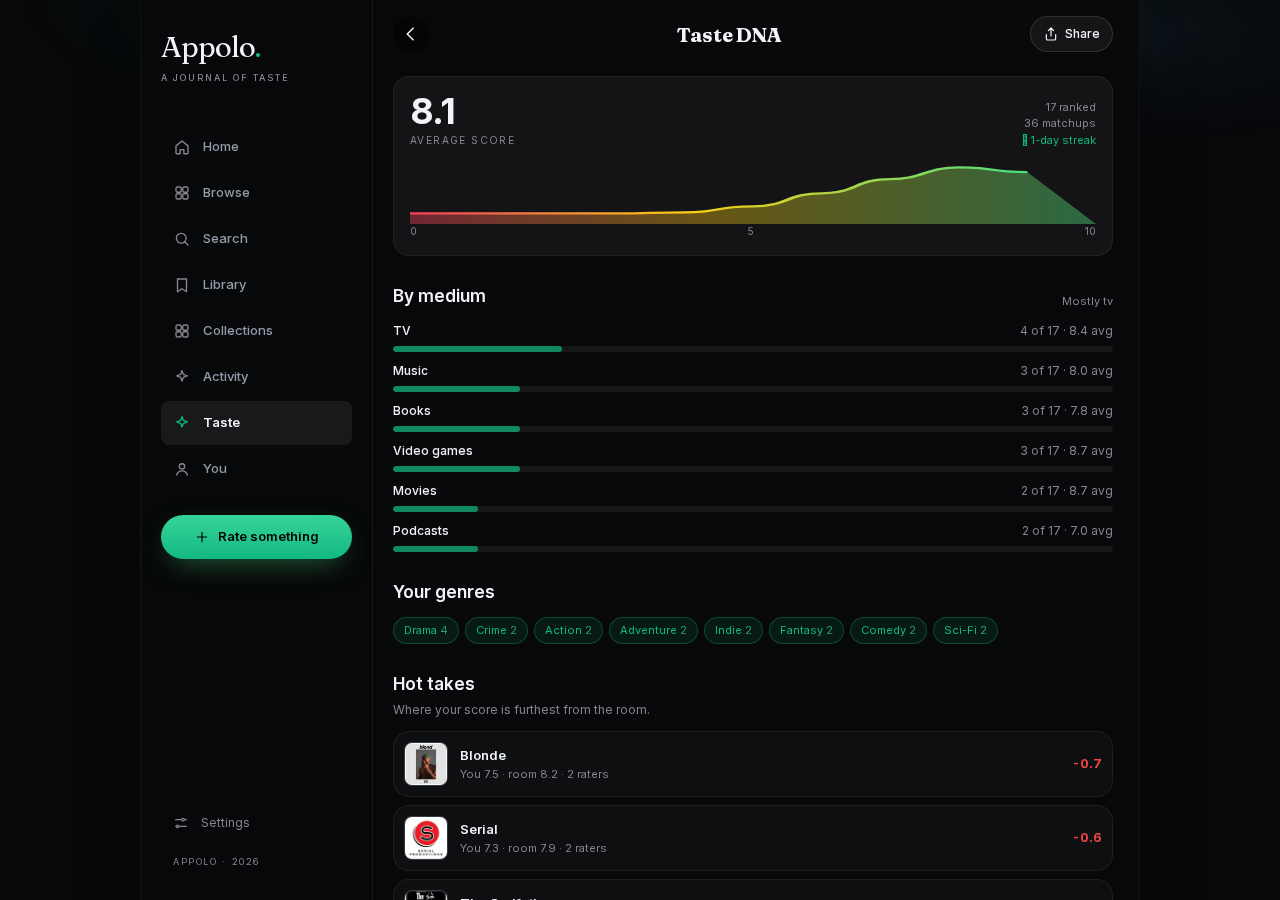 Appolo.
A JOURNAL OF TASTE
Home
Browse
Search
Library
Collections
Activity
Taste
You
Rate something
Settings
APPOLO · 2026
Taste DNA
Share
8.1
AVERAGE SCORE
17 ranked
36 matchups
1-day streak
0 5 10
By medium
Mostly tv
TV 4 of 17 · 8.4 avg
Music 3 of 17 · 8.0 avg
Books 3 of 17 · 7.8 avg
Video games 3 of 17 · 8.7 avg
Movies 2 of 17 · 8.7 avg
Podcasts 2 of 17 · 7.0 avg
Your genres
Drama 4 Crime 2 Action 2 Adventure 2 Indie 2 Fantasy 2 Comedy 2 Sci-Fi 2
Hot takes
Where your score is furthest from the room.
blond
Blonde
You 7.5 · room 8.2 · 2 raters
-0.7
S
SERIAL
PRODUCTIONS
Serial
You 7.3 · room 7.9 · 2 raters
-0.6
The